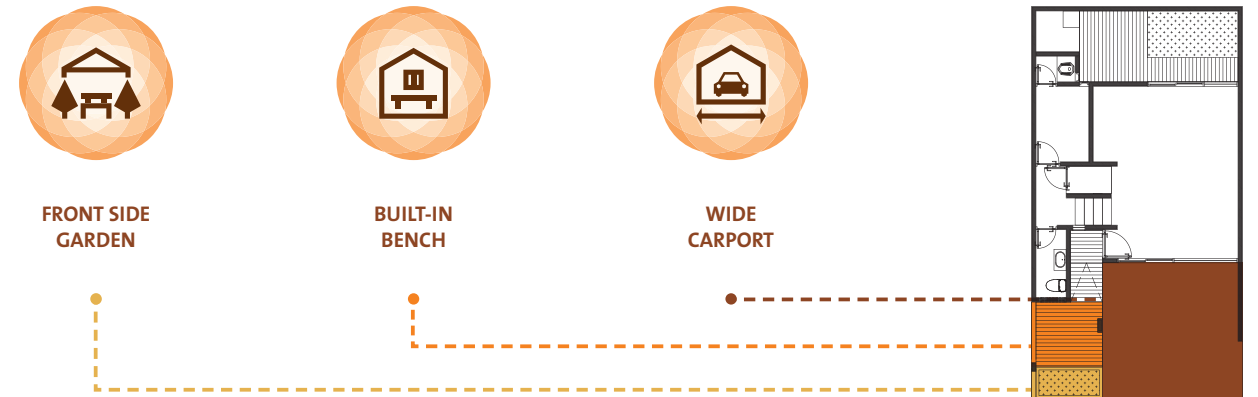 FRONT SIDE
GARDEN
BUILT-IN
BENCH
WIDE
CARPORT